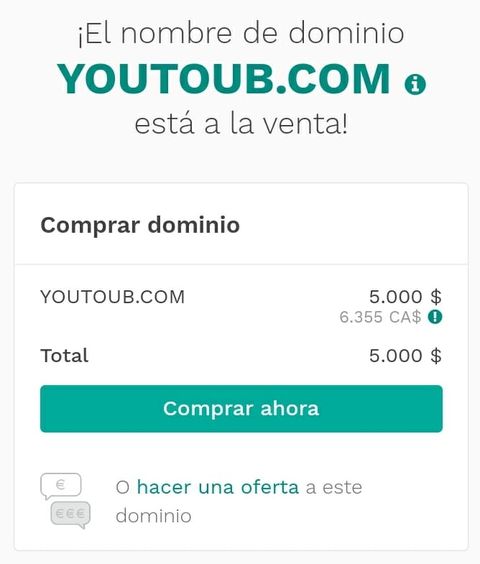 ¡El nombre de dominio
YOUTOUB.COM
está a la venta!
Comprar dominio
YOUTOUB.COM 5.000 $
6.355 CA$
Total 5.000 $
Comprar ahora
€
€€€
O hacer una oferta a este
dominio